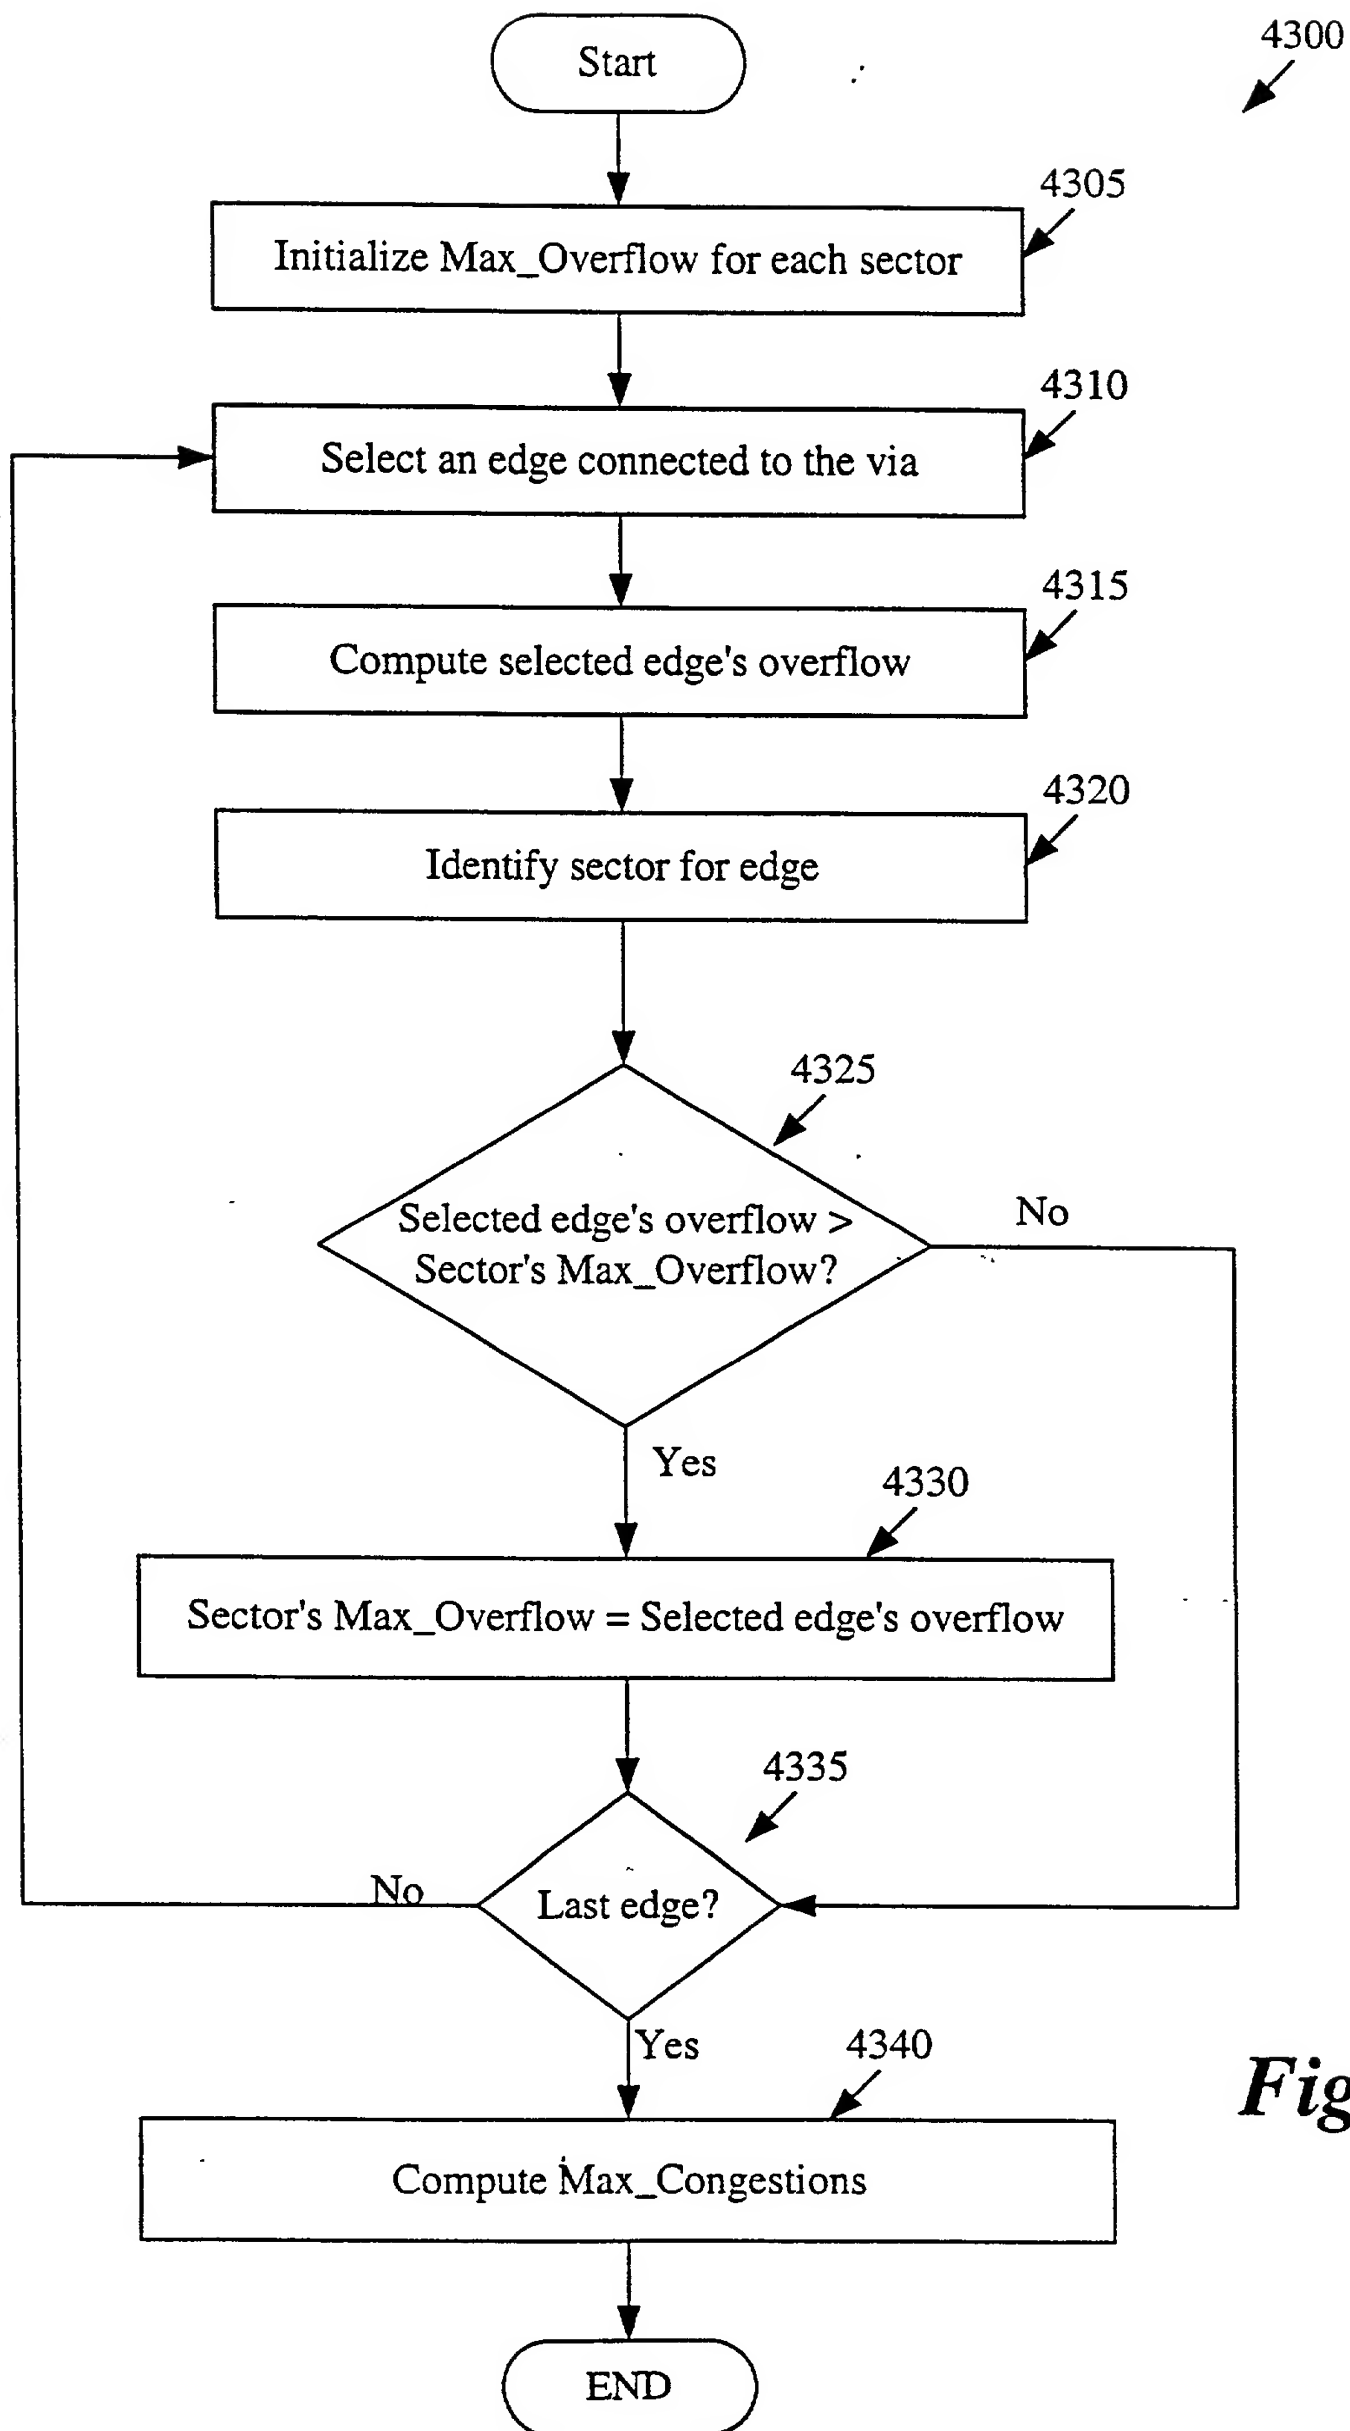 Start
4300
4305
Initialize Max_Overflow for each sector
4310
Select an edge connected to the via
4315
Compute selected edge's overflow
4320
Identify sector for edge
4325
Selected edge's overflow >
Sector's Max_Overflow?
No
Yes
4330
Sector's Max_Overflow = Selected edge's overflow
4335
No
Last edge?
Yes
4340
Fig
Compute Max_Congestions
END